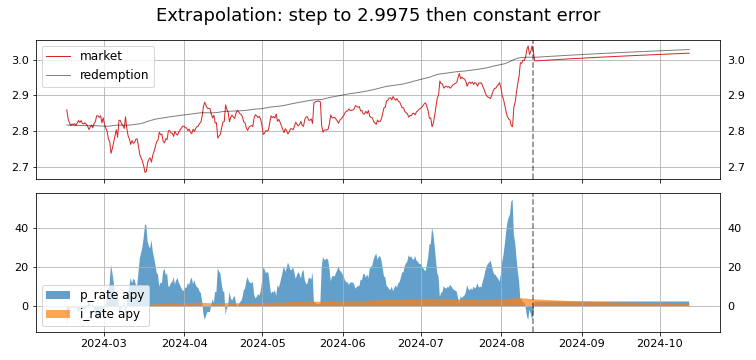 Extrapolation: step to 2.9975 then constant error
3.0 3.0
2.9 2.9
2.8 2.8
2.7 2.7
market
redemption
40 40
20 20
0 0
p_rate apy
i_rate apy
2024-03 2024-04 2024-05 2024-06 2024-07 2024-08 2024-09 2024-10